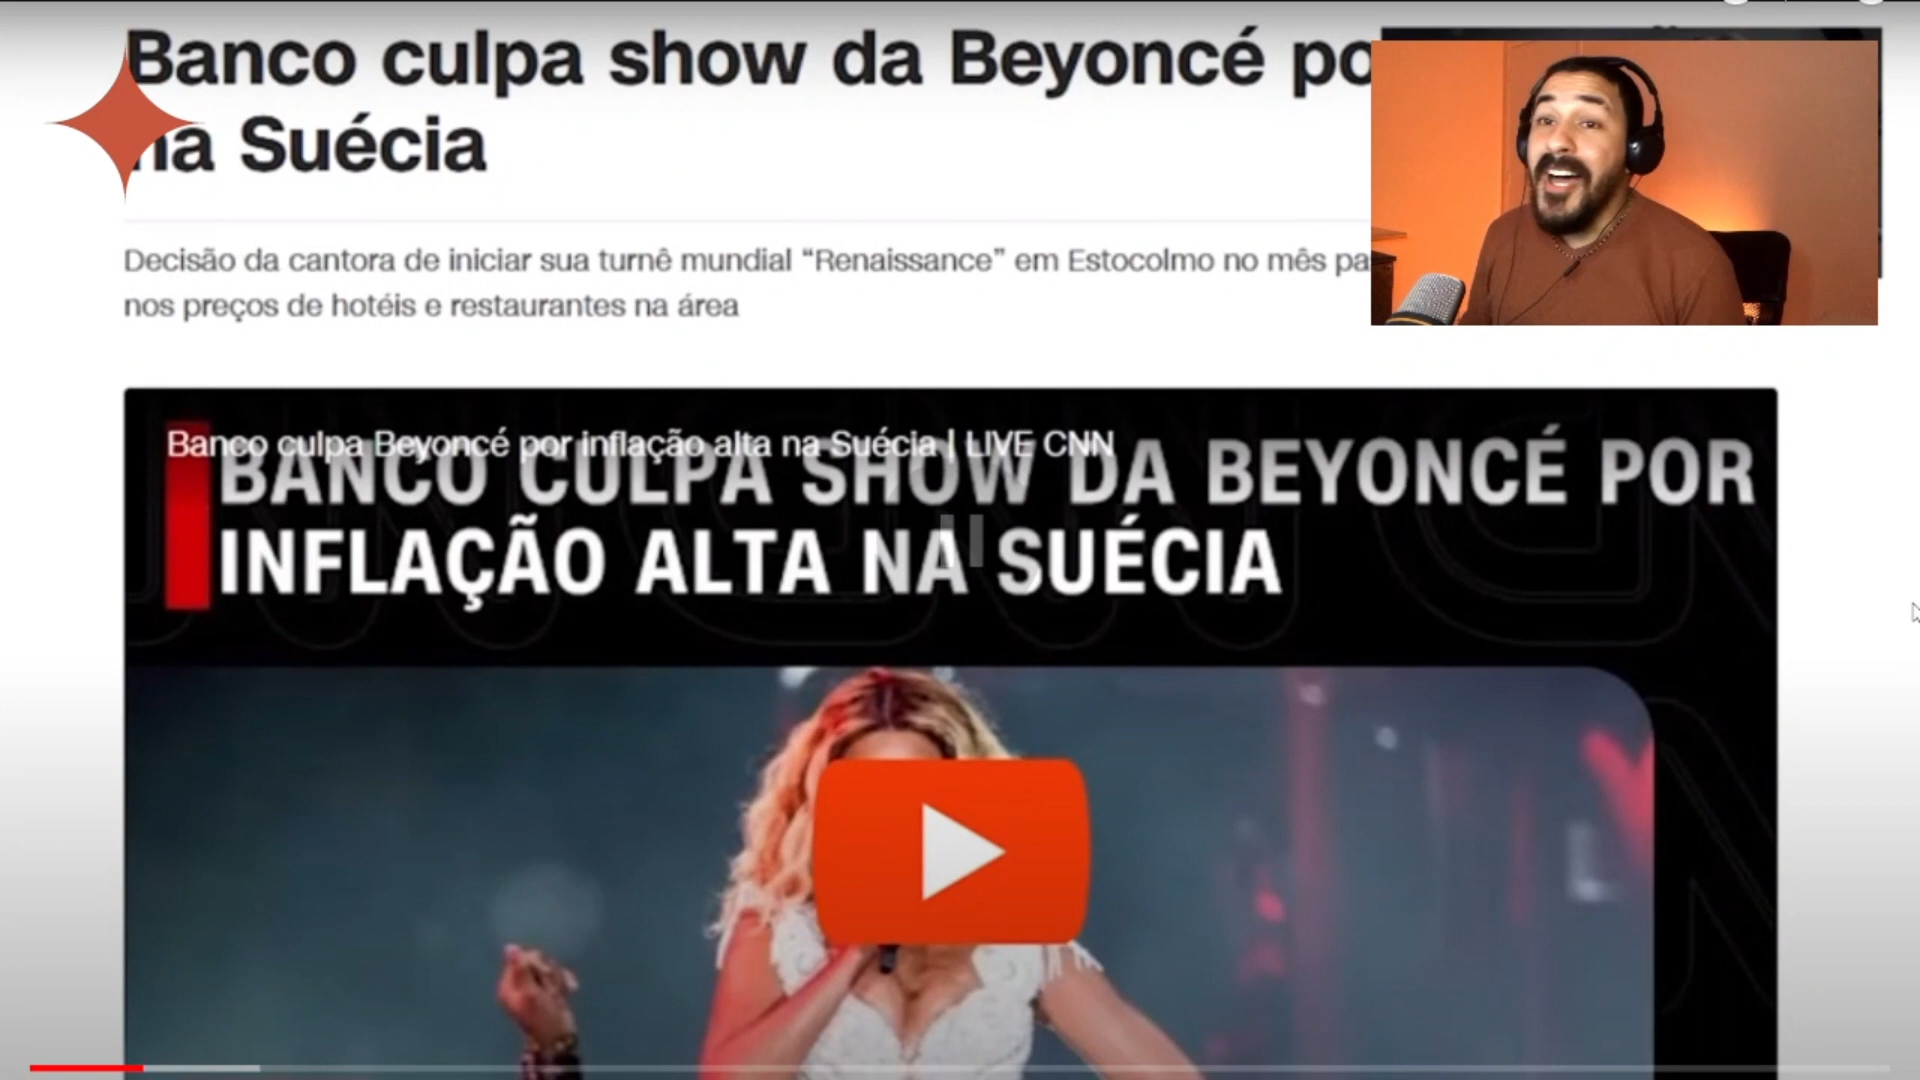 Banco culpa show da Beyoncé
na Suécia
Decisão da cantora de iniciar sua turnê mundial “Renaissance” em Estocolmo no mês
nos preços de hotéis e restaurantes na área
Banco culpa Beyoncé por inflação alta na Suécia | LIVE CNN
BANCO CULPA SHOW DA BEYONCÉ POR
INFLAÇÃO ALTA NA SUÉCIA